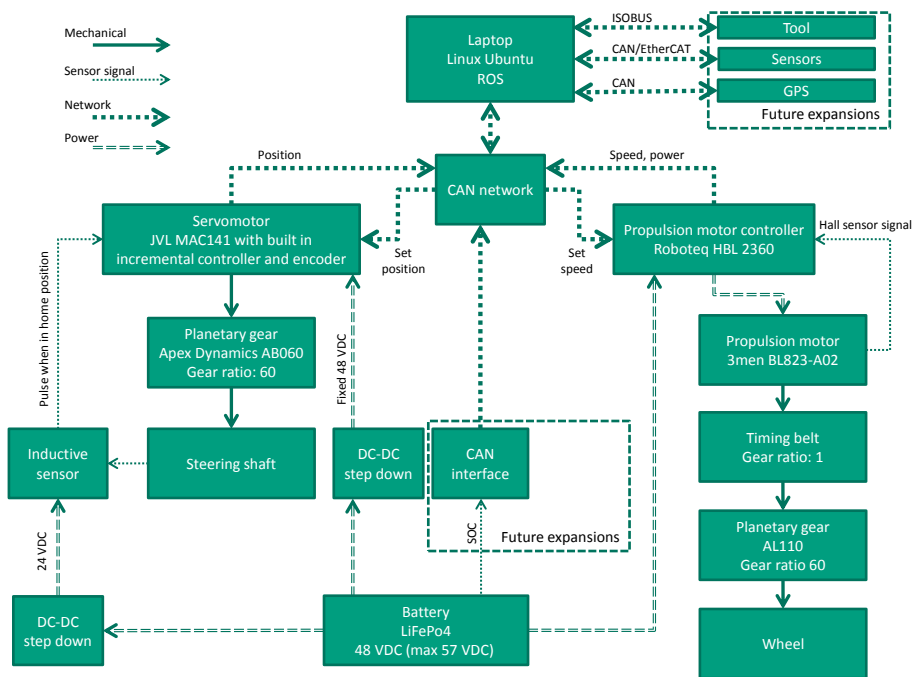 Mechanical
Sensor signal
Network
Power
Laptop
Linux Ubuntu
ROS
ISOBUS
CAN/EtherCAT
CAN
Tool
Sensors
GPS
Future expansions
Position
Speed, power
CAN network
Servomotor
JVL MAC141 with built in
incremental controller and encoder
Set
position
Set
speed
Propulsion motor controller
Roboteq HBL 2360
Hall sensor signal
Pulse when in home position
Planetary gear
Apex Dynamics AB060
Gear ratio: 60
Fixed 48 VDC
Propulsion motor
3men BL823-A02
Inductive
sensor
Steering shaft
DC-DC
step down
CAN
interface
Timing belt
Gear ratio: 1
24 VDC
SOC
Future expansions
Planetary gear
AL110
Gear ratio 60
DC-DC
step down
Battery
LiFePo4
48 VDC (max 57 VDC)
Wheel